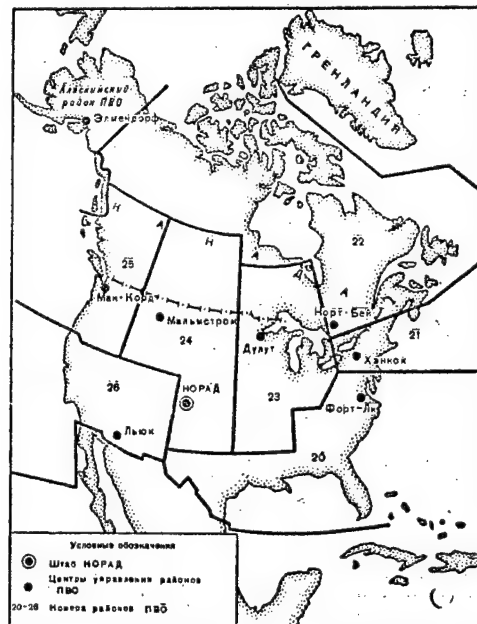 Аляскинский
район ПВО
Элмендорф
ГРЕНЛАНДИЯ
К
А
Н
А
Д
А
22
25
Мак-Корд
Мальмстром
24
Дулут
Норт-Бей
21
Хэнкок
26
НОРАД
23
Форт-Ли
Льюк
20
Условные обозначения
Штаб НОРАД
Центры управления районов
ПВО
20-26 Номера районов ПВО